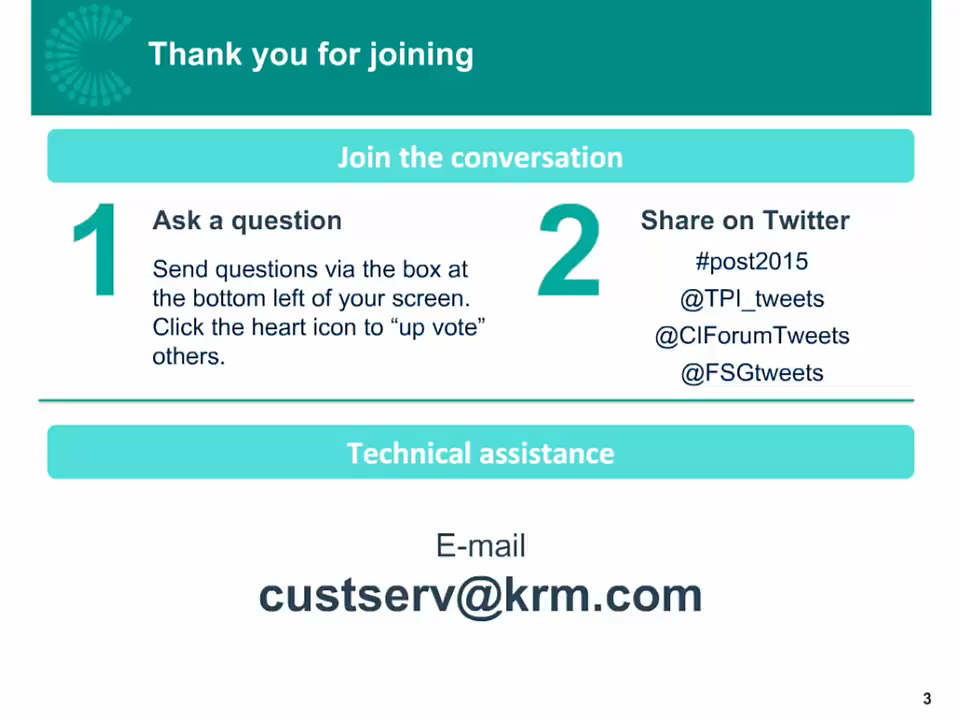 Thank you for joining
Join the conversation
1
Ask a question
Send questions via the box at
the bottom left of your screen.
Click the heart icon to “up vote”
others.
2
Share on Twitter
#post2015
@TPI_tweets
@CIForumTweets
@FSGtweets
Technical assistance
E-mail
custserv@krm.com
3